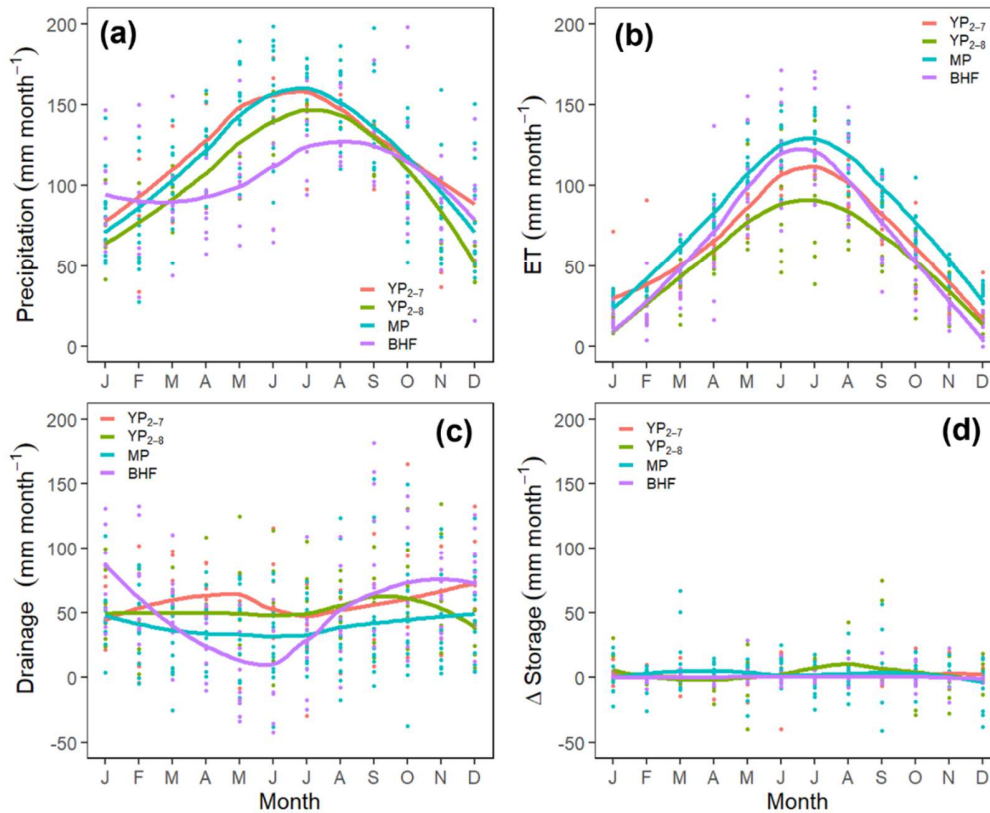 (a)
Precipitation (mm month⁻¹)
200
150
100
50
0
YP₂₋₇
YP₂₋₈
MP
BHF
J F M A M J J A S O N D
(b)
ET (mm month⁻¹)
200
150
100
50
0
YP₂₋₇
YP₂₋₈
MP
BHF
J F M A M J J A S O N D
(c)
Drainage (mm month⁻¹)
200
150
100
50
0
-50
YP₂₋₇
YP₂₋₈
MP
BHF
J F M A M J J A S O N D
Month
(d)
Δ Storage (mm month⁻¹)
200
150
100
50
0
-50
YP₂₋₇
YP₂₋₈
MP
BHF
J F M A M J J A S O N D
Month